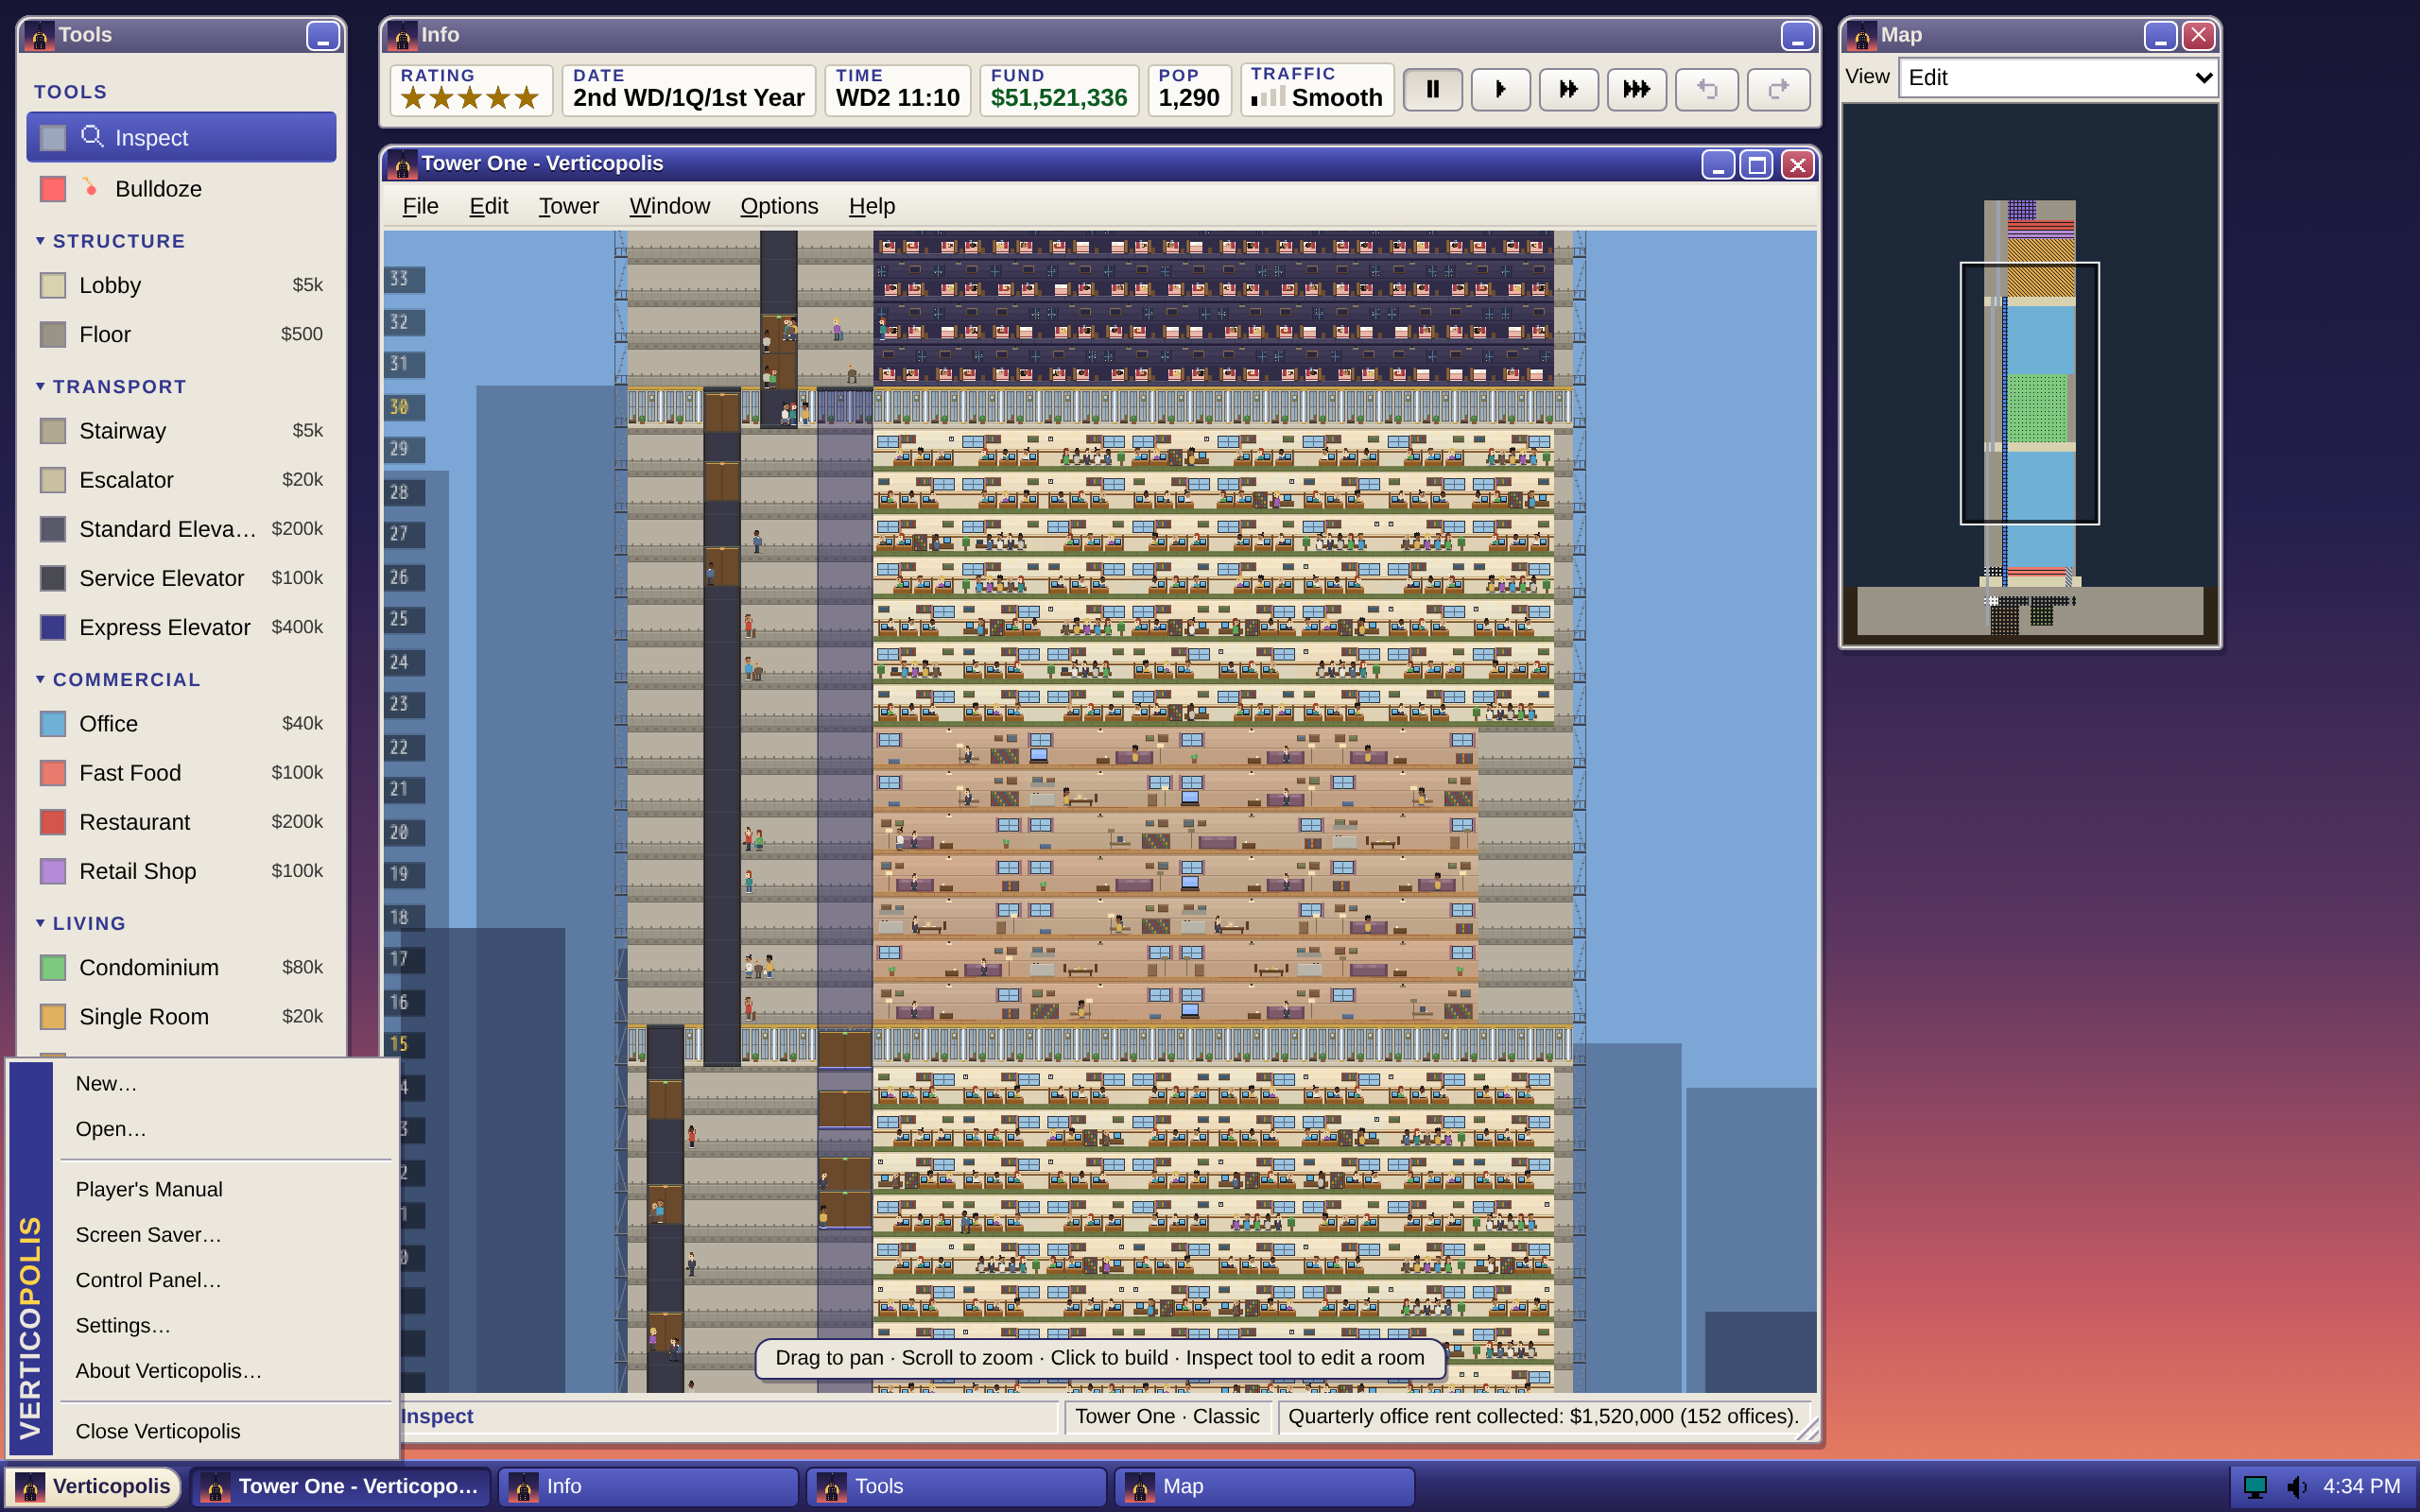 Tools
TOOLS
Inspect
Bulldoze
STRUCTURE
Lobby $5k
Floor $500
TRANSPORT
Stairway $5k
Escalator $20k
Standard Eleva… $200k
Service Elevator $100k
Express Elevator $400k
COMMERCIAL
Office $40k
Fast Food $100k
Restaurant $200k
Retail Shop $100k
LIVING
Condominium $80k
Single Room $20k
New…
Open…
Player's Manual
Screen Saver…
Control Panel…
Settings…
About Verticopolis…
Close Verticopolis
VERTICOPOLIS
Info
RATING
DATE
2nd WD/1Q/1st Year
TIME
WD2 11:10
FUND
$51,521,336
POP
1,290
TRAFFIC
Smooth
Tower One - Verticopolis
File Edit Tower Window Options Help
33
32
31
30
29
28
27
26
25
24
23
22
21
20
19
18
17
16
15
4
3
2
1
0
Drag to pan · Scroll to zoom · Click to build · Inspect tool to edit a room
Inspect
Tower One · Classic
Quarterly office rent collected: $1,520,000 (152 offices).
Map
View Edit
Verticopolis
Tower One - Verticopo…
Info
Tools
Map
4:34 PM